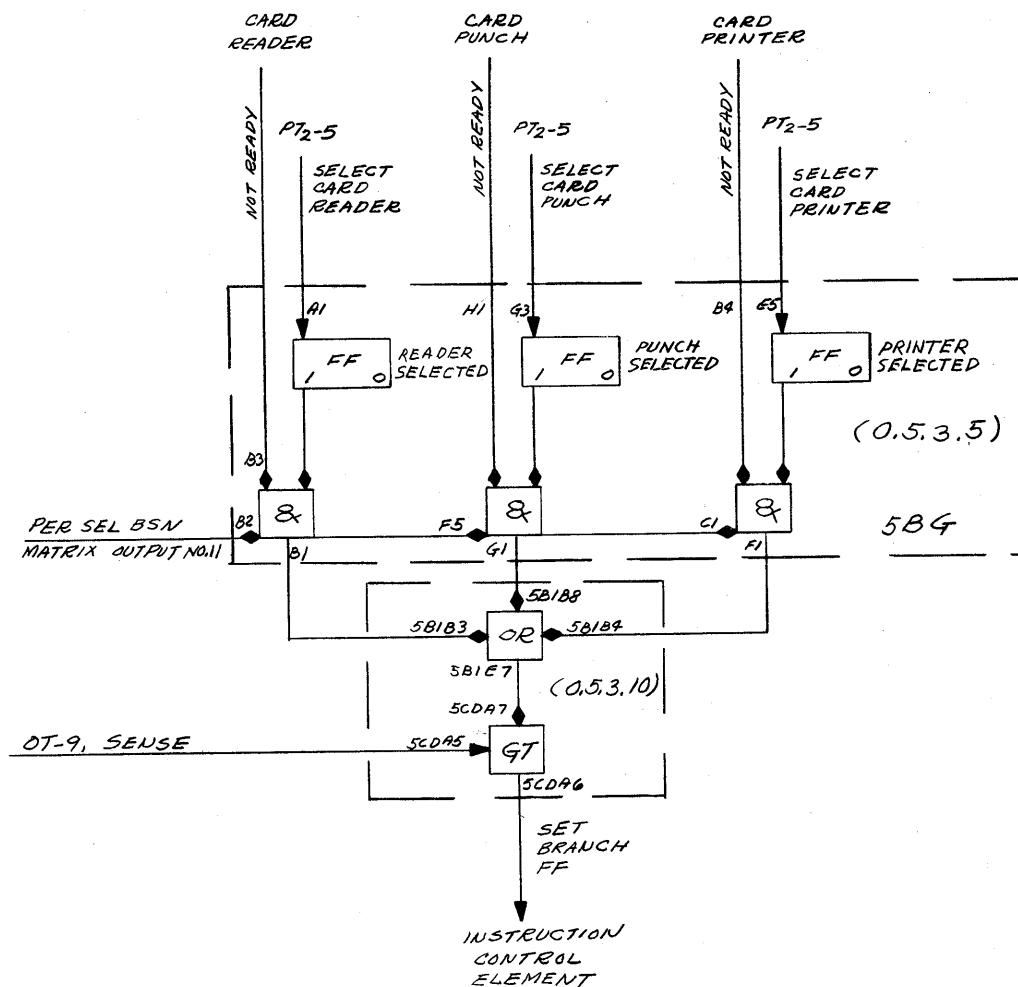 CARD
READER
CARD
PUNCH
CARD
PRINTER
NOT READY
PT2-5
SELECT
CARD
READER
NOT READY
PT2-5
SELECT
CARD
PUNCH
NOT READY
PT2-5
SELECT
CARD
PRINTER
A1
H1
G3
B4
E5
1 FF 0
READER
SELECTED
1 FF 0
PUNCH
SELECTED
1 FF 0
PRINTER
SELECTED
(0.5.3.5)
B3
&
&
&
PER SEL BSN
MATRIX OUTPUT NO.11
B2
B1
F5
G1
C1
F1
5BG
5B1B8
5B1B3
OR
5B1B4
5B1E7
(0.5.3.10)
5CDA7
OT-9, SENSE
5CDA5
GT
5CDA6
SET
BRANCH
FF
INSTRUCTION
CONTROL
ELEMENT